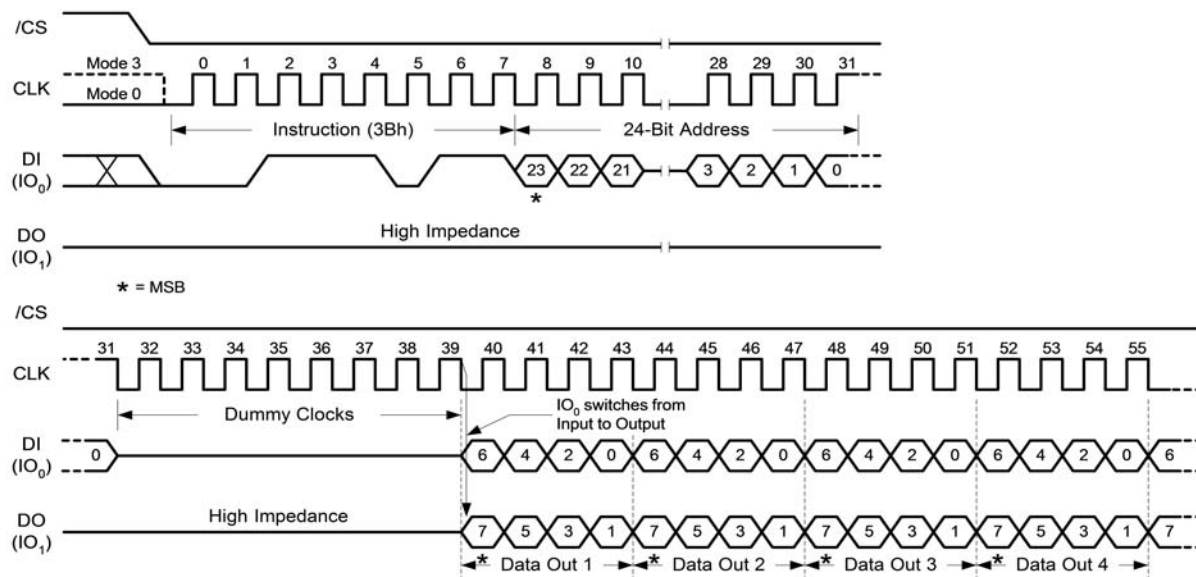 /CS
Mode 3 0 1 2 3 4 5 6 7 8 9 10 28 29 30 31
CLK
Mode 0
Instruction (3Bh) 24-Bit Address
DI
(IO0) 23 22 21 3 2 1 0
*
DO High Impedance
(IO1)
* = MSB
/CS
31 32 33 34 35 36 37 38 39 40 41 42 43 44 45 46 47 48 49 50 51 52 53 54 55
CLK
Dummy Clocks
IO0 switches from
Input to Output
DI
(IO0) 0 6 4 2 0 6 4 2 0 6 4 2 0 6 4 2 0 6
DO High Impedance
(IO1) 7 5 3 1 7 5 3 1 7 5 3 1 7 5 3 1 7
* Data Out 1 * Data Out 2 * Data Out 3 * Data Out 4